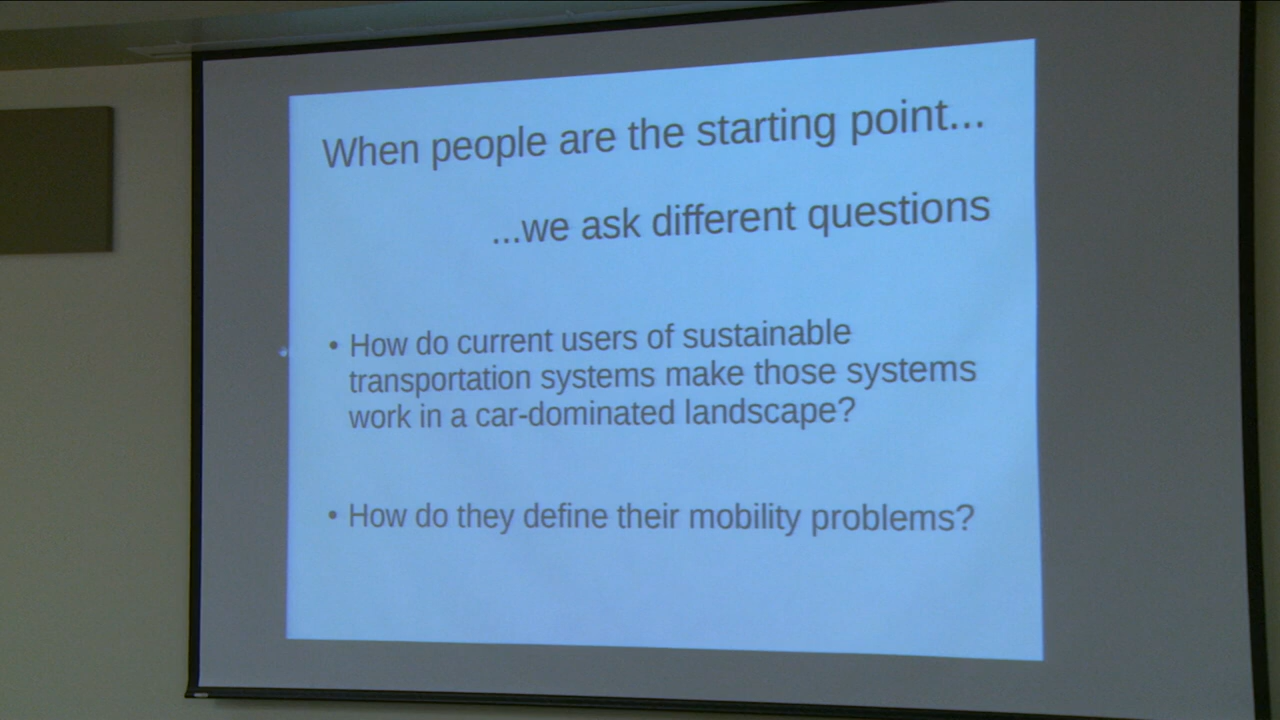 When people are the starting point...
...we ask different questions
• How do current users of sustainable
transportation systems make those systems
work in a car-dominated landscape?
• How do they define their mobility problems?